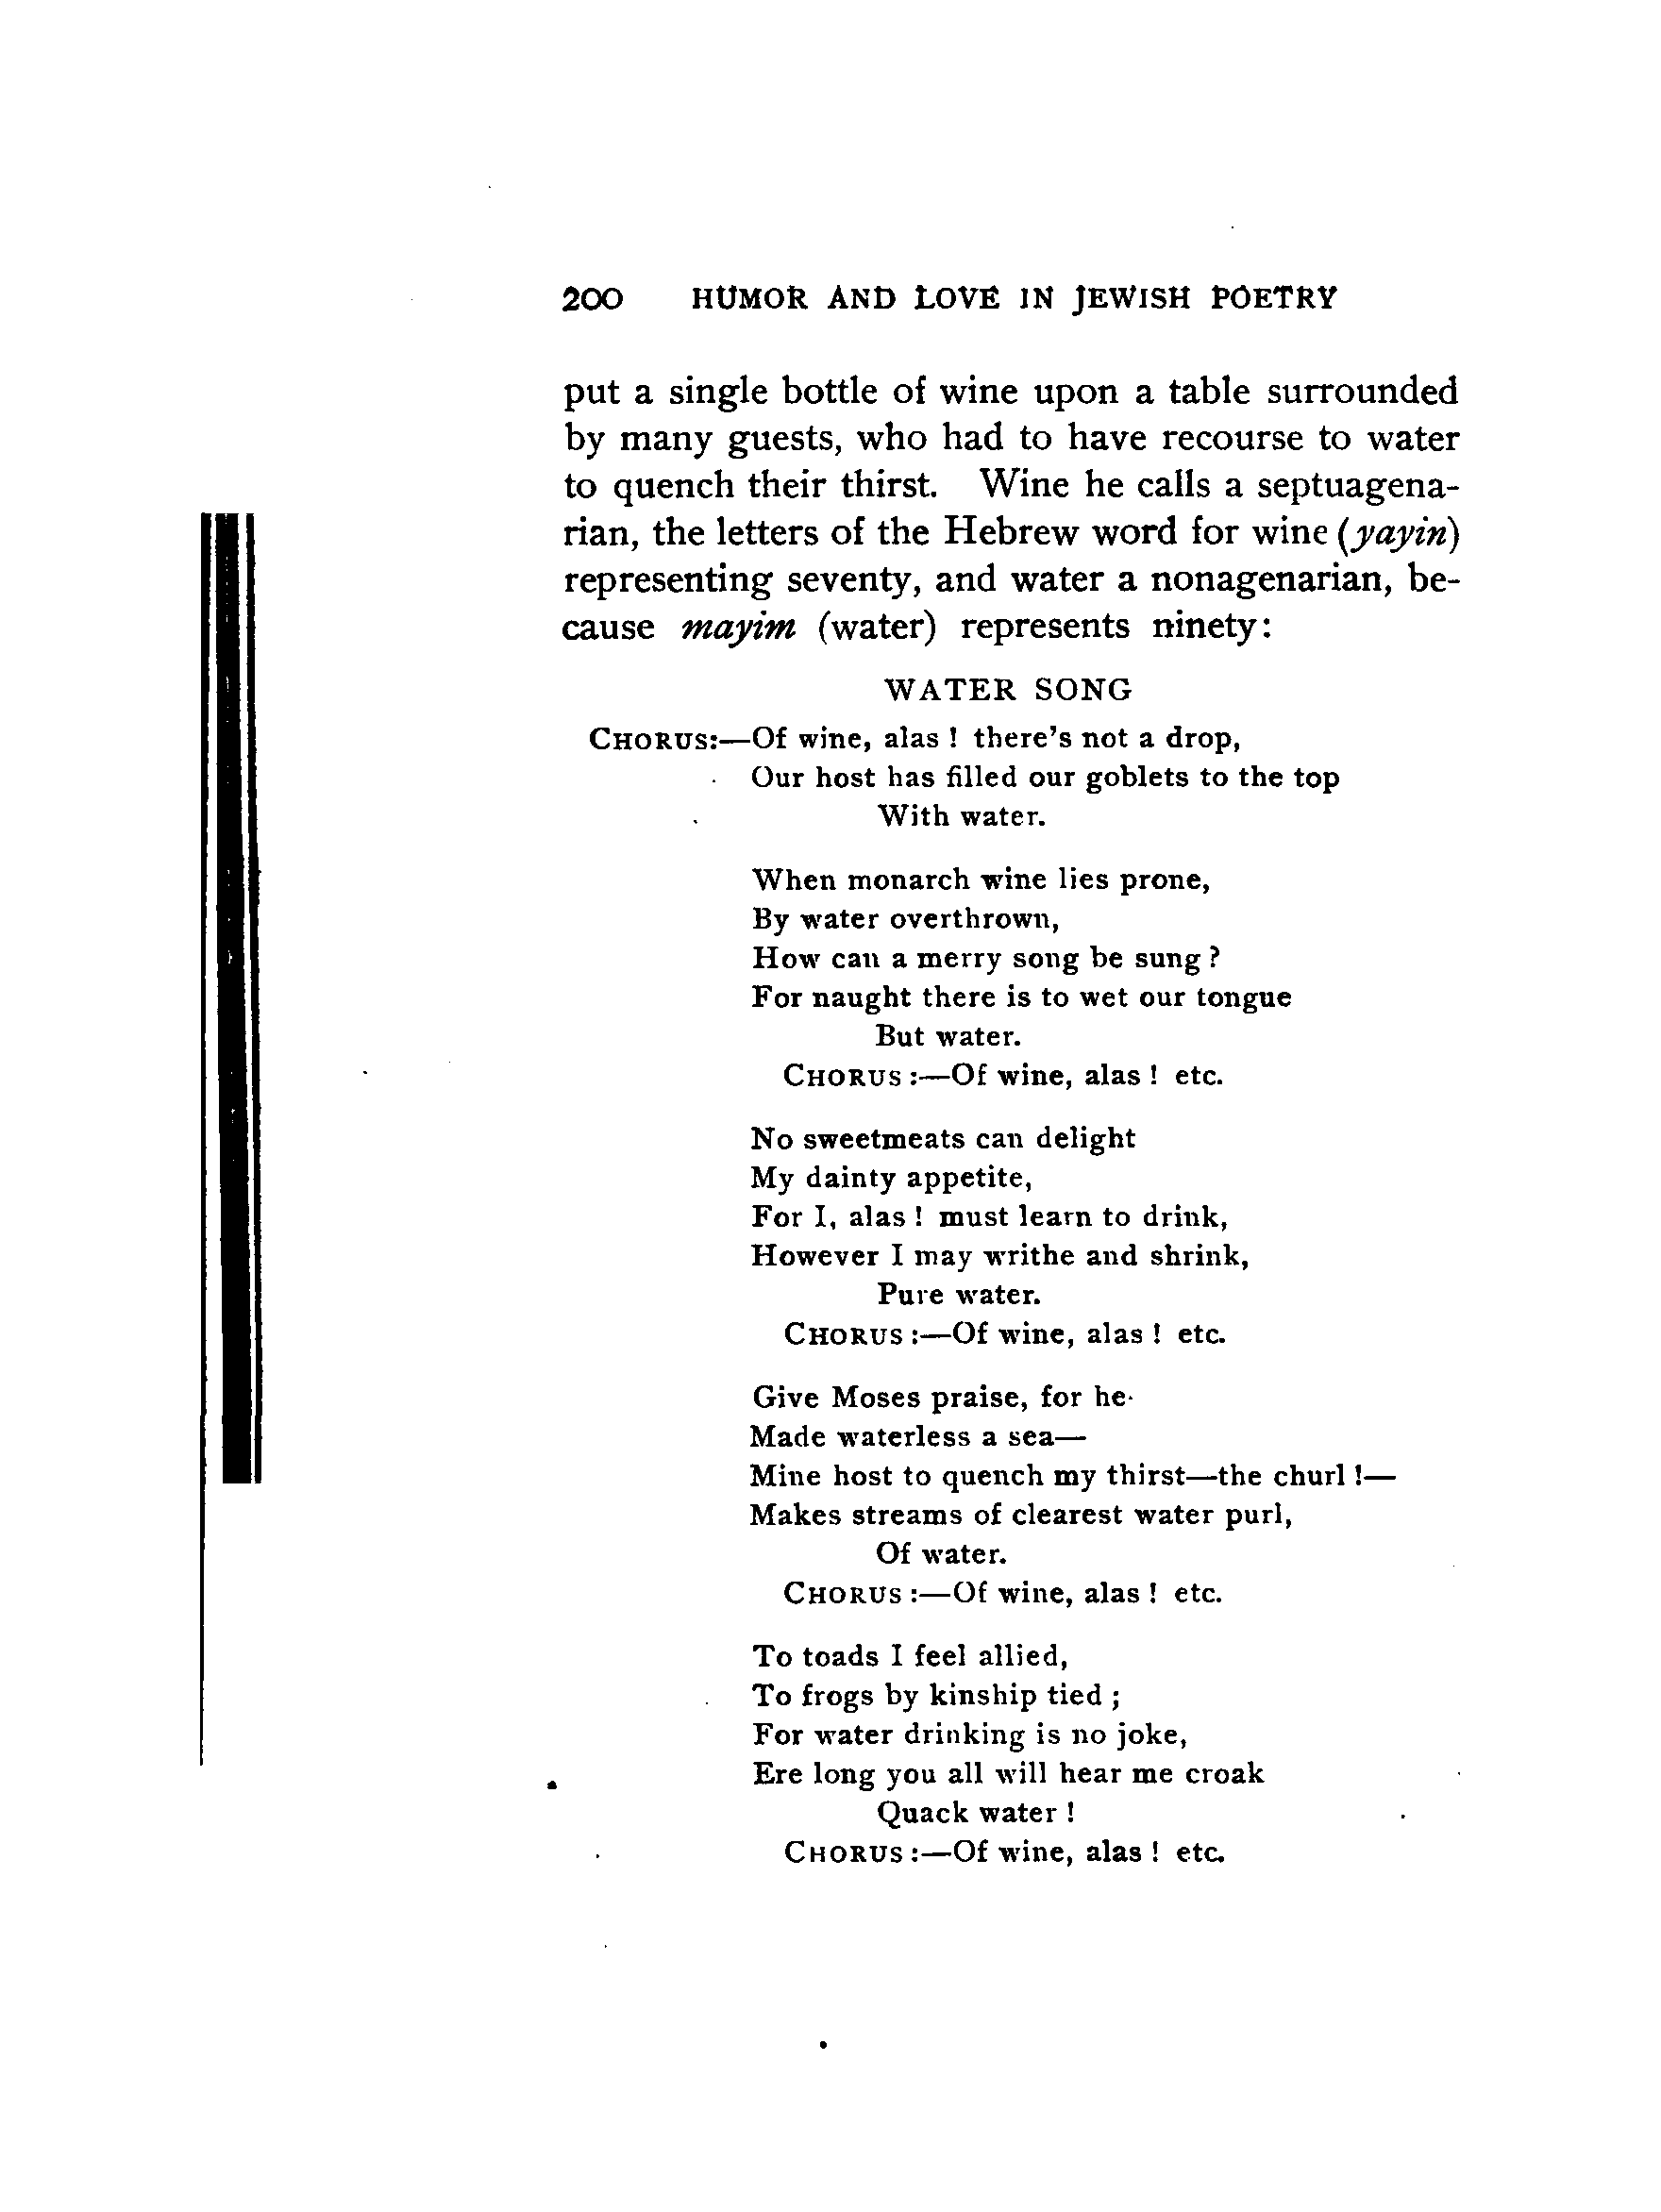 200 HUMOR AND LOVE IN JEWISH POETRY
put a single bottle of wine upon a table surrounded
by many guests, who had to have recourse to water
to quench their thirst. Wine he calls a septuagena-
rian, the letters of the Hebrew word for wine (yayin)
representing seventy, and water a nonagenarian, be-
cause mayim (water) represents ninety:
WATER SONG
CHORUS:—Of wine, alas ! there's not a drop,
Our host has filled our goblets to the top
With water.
When monarch wine lies prone,
By water overthrown,
How can a merry song be sung ?
For naught there is to wet our tongue
But water.
CHORUS :—Of wine, alas ! etc.
No sweetmeats can delight
My dainty appetite,
For I, alas ! must learn to drink,
However I may writhe and shrink,
Pure water.
CHORUS :—Of wine, alas ! etc.
Give Moses praise, for he
Made waterless a sea—
Mine host to quench my thirst—the churl !—
Makes streams of clearest water purl,
Of water.
CHORUS :—Of wine, alas ! etc.
To toads I feel allied,
To frogs by kinship tied ;
For water drinking is no joke,
Ere long you all will hear me croak
Quack water !
CHORUS :—Of wine, alas ! etc.